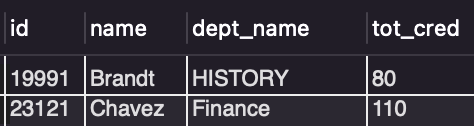 id name dept_name tot_cred
19991 Brandt HISTORY 80
23121 Chavez Finance 110